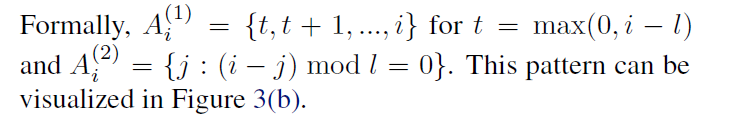 Formally, A_i^{(1)} = {t, t + 1, ..., i} for t = max(0, i − l)
and A_i^{(2)} = {j : (i − j) mod l = 0}. This pattern can be
visualized in Figure 3(b).